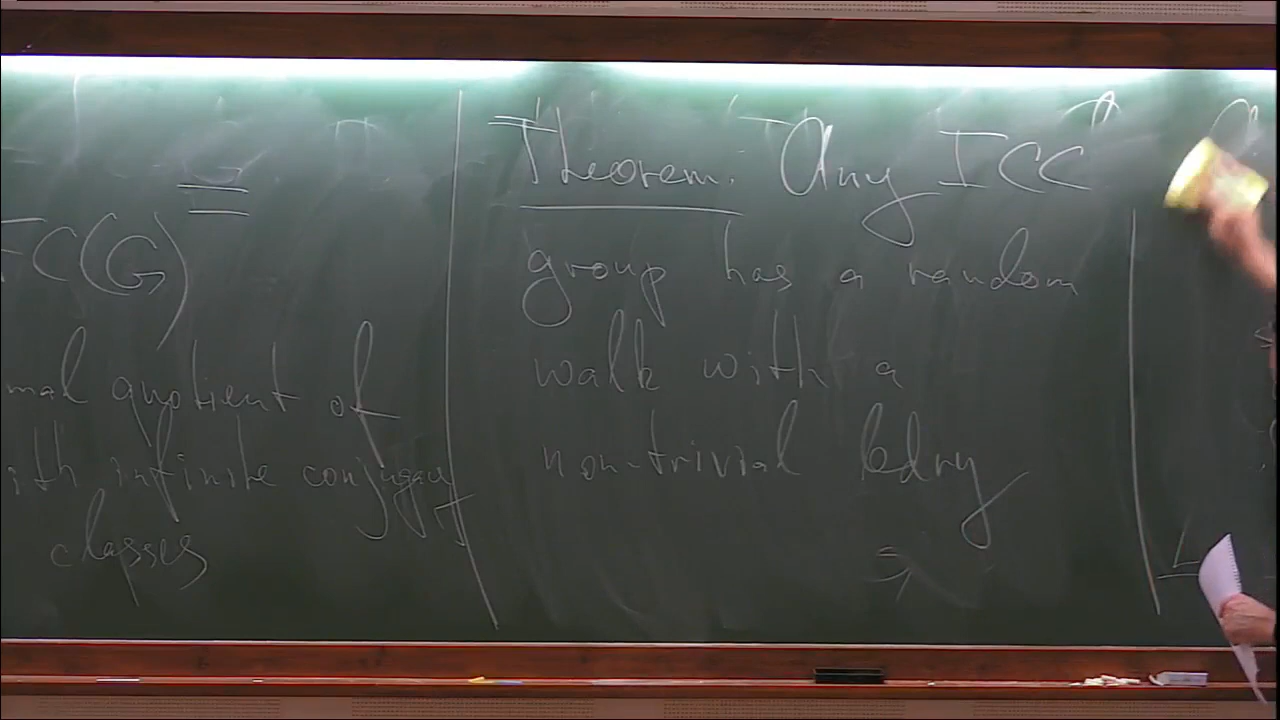 G
FC(G)
mal quotient of
ith infinite conjugacy
classes
Theorem. Any ICC
group has a random
walk with a
non-trivial bdry